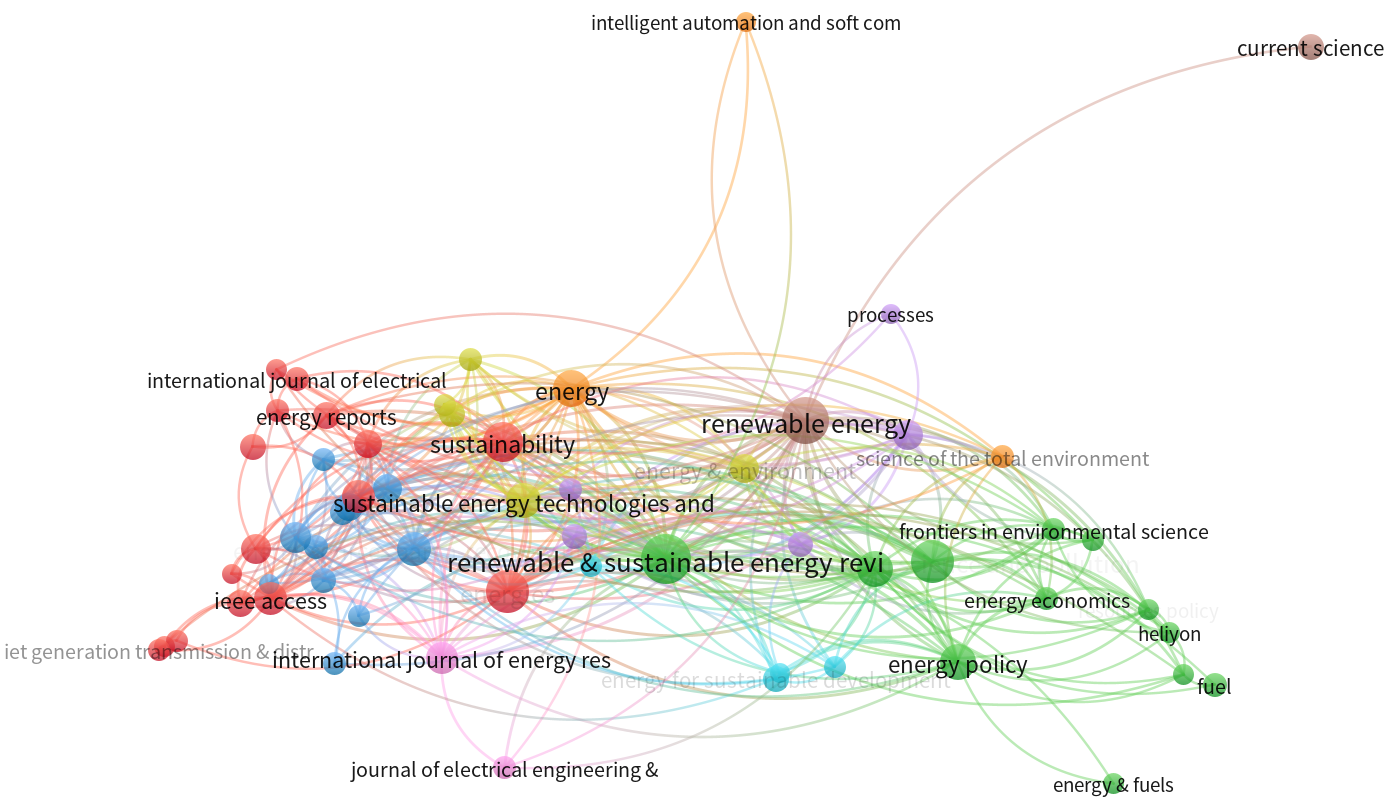 intelligent automation and soft com
current science
processes
international journal of electrical
energy
energy reports
renewable energy
sustainability
science of the total environment
energy & environment
sustainable energy technologies and
frontiers in environmental science
renewable & sustainable energy revi
energies
ieee access
energy economics
policy
heliyon
iet generation transmission & distr
international journal of energy res
energy policy
energy for sustainable development
fuel
journal of electrical engineering &
energy & fuels